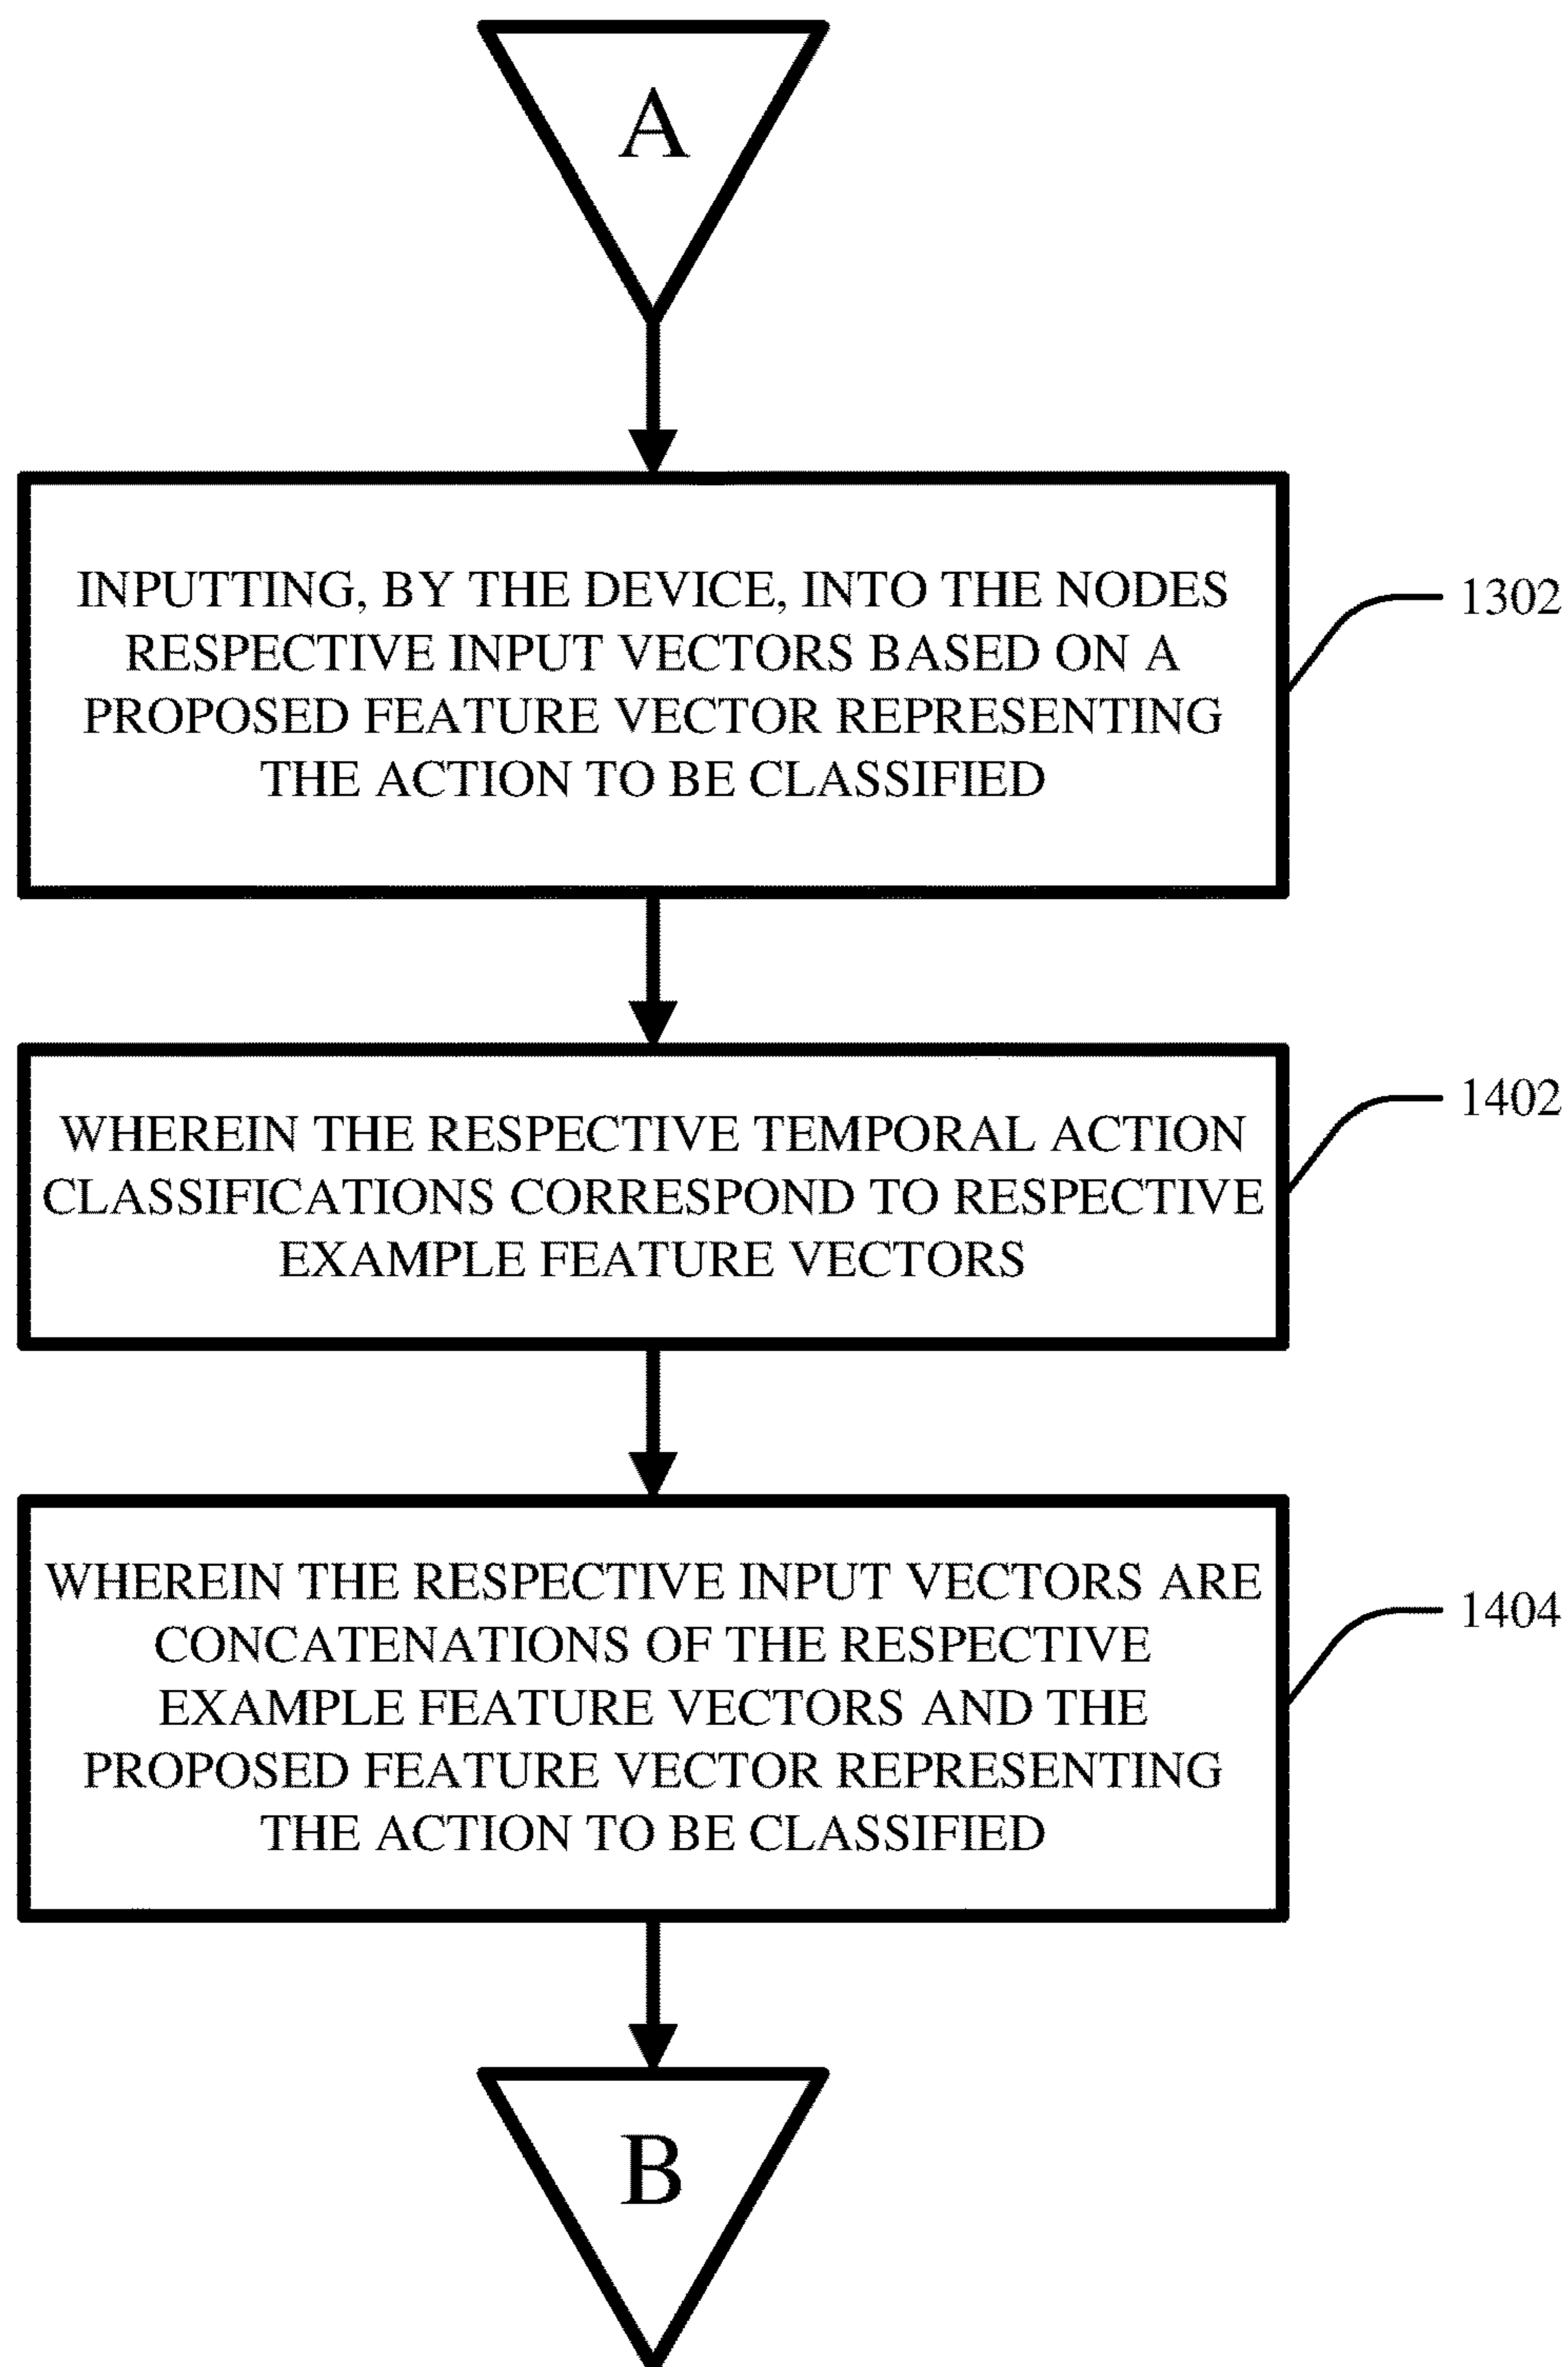 A
INPUTTING, BY THE DEVICE, INTO THE NODES
RESPECTIVE INPUT VECTORS BASED ON A
PROPOSED FEATURE VECTOR REPRESENTING
THE ACTION TO BE CLASSIFIED
1302
WHEREIN THE RESPECTIVE TEMPORAL ACTION
CLASSIFICATIONS CORRESPOND TO RESPECTIVE
EXAMPLE FEATURE VECTORS
1402
WHEREIN THE RESPECTIVE INPUT VECTORS ARE
CONCATENATIONS OF THE RESPECTIVE
EXAMPLE FEATURE VECTORS AND THE
PROPOSED FEATURE VECTOR REPRESENTING
THE ACTION TO BE CLASSIFIED
1404
B